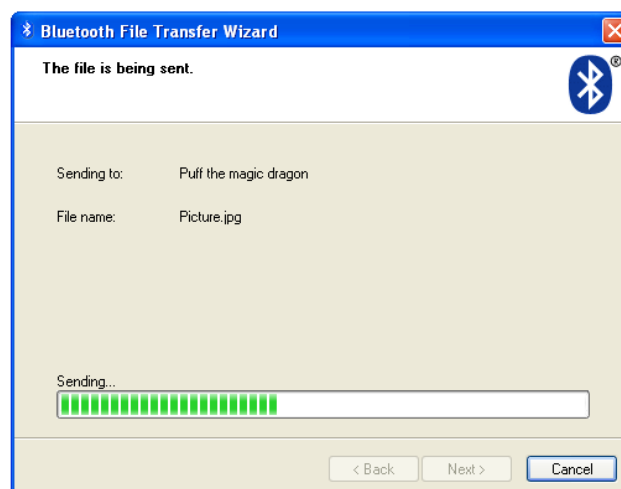 Bluetooth File Transfer Wizard
The file is being sent.
®
Sending to: Puff the magic dragon
File name: Picture.jpg
Sending...
< Back Next > Cancel